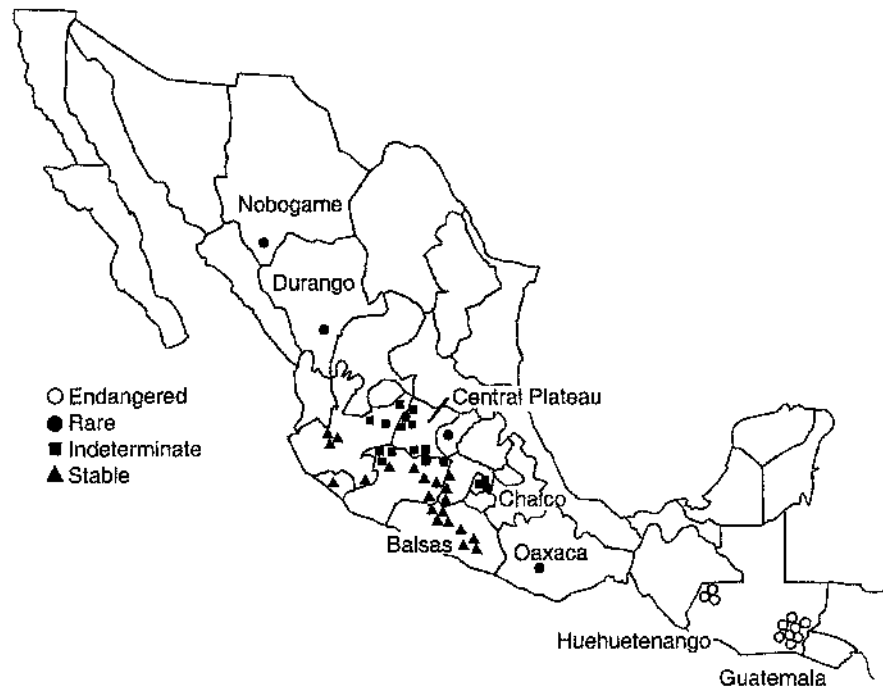 Nobogame
Durango
Endangered
Rare
Indeterminate
Stable
Central Plateau
Chalco
Balsas
Oaxaca
Huehuetenango
Guatemala